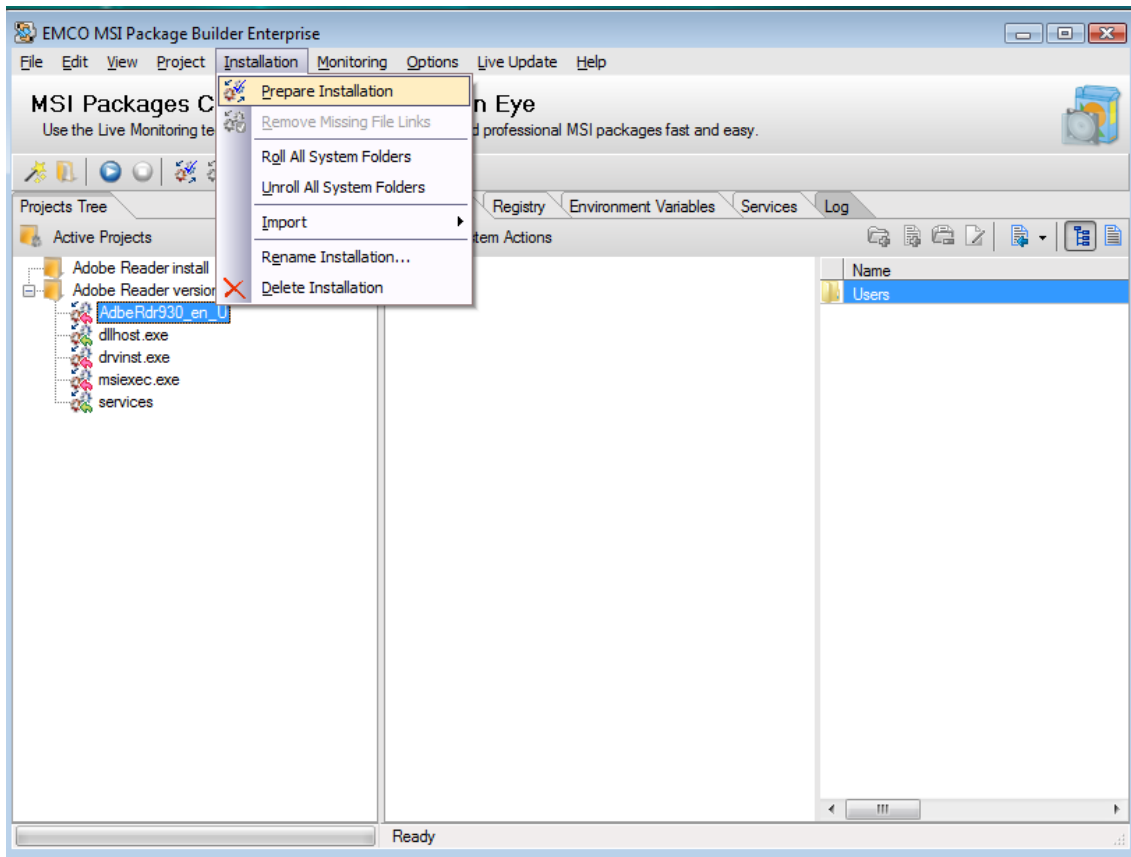 EMCO MSI Package Builder Enterprise
File Edit View Project Installation Monitoring Options Live Update Help
MSI Packages C
n Eye
Use the Live Monitoring te
d professional MSI packages fast and easy.
Prepare Installation
Remove Missing File Links
Roll All System Folders
Unroll All System Folders
Import
Rename Installation...
Delete Installation
Projects Tree
Registry Environment Variables Services Log
Active Projects
tem Actions
Adobe Reader install
Adobe Reader version
AdbeRdr930_en_U
dllhost.exe
drvinst.exe
msiexec.exe
services
Name
Users
Ready